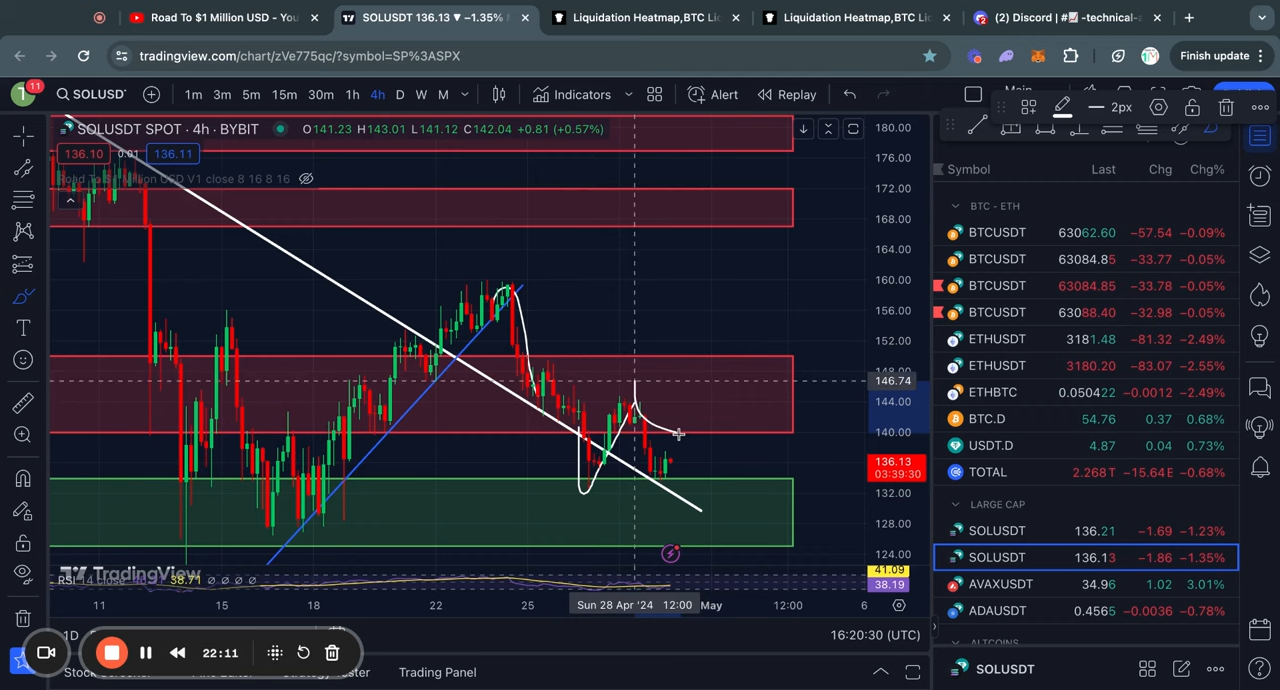 Road To $1 Million USD - You
SOLUSDT 136.13 ▼ −1.35%
Liquidation Heatmap,BTC Li
Liquidation Heatmap,BTC Li
(2) Discord | #📈 -technical-a
tradingview.com/chart/zVe775qc/?symbol=SP%3ASPX
Finish update
11
SOLUSDT
1m 3m 5m 15m 30m 1h 4h D W M
Indicators
Alert
Replay
Main
2px
SOLUSDT SPOT · 4h · BYBIT
O141.23 H143.01 L141.12 C142.04 +0.81 (+0.57%)
136.10 0.01 136.11
Road To $1 Million USD V1 close 8 16 8 16
180.00
176.00
172.00
168.00
164.00
160.00
156.00
152.00
148.00
146.74
144.00
140.00
136.13
03:39:30
132.00
128.00
124.00
TradingView
RSI 14 close 38.71
41.09
38.19
11 15 18 22 25 Sun 28 Apr '24 12:00 May 12:00 6
1D
16:20:30 (UTC)
22:11
Trading Panel
Symbol Last Chg Chg%
BTC - ETH
BTCUSDT 63062.60 −57.54 −0.09%
BTCUSDT 63084.85 −33.77 −0.05%
BTCUSDT 63084.85 −33.78 −0.05%
BTCUSDT 63088.40 −32.98 −0.05%
ETHUSDT 3181.48 −81.32 −2.49%
ETHUSDT 3180.20 −83.07 −2.55%
ETHBTC 0.050422 −0.0012 −2.49%
BTC.D 54.76 0.37 0.68%
USDT.D 4.87 0.04 0.73%
TOTAL 2.268T −15.64E −0.68%
LARGE CAP
SOLUSDT 136.21 −1.69 −1.23%
SOLUSDT 136.13 −1.86 −1.35%
AVAXUSDT 34.96 1.02 3.01%
ADAUSDT 0.4565 −0.0036 −0.78%
ALTCOINS
SOLUSDT